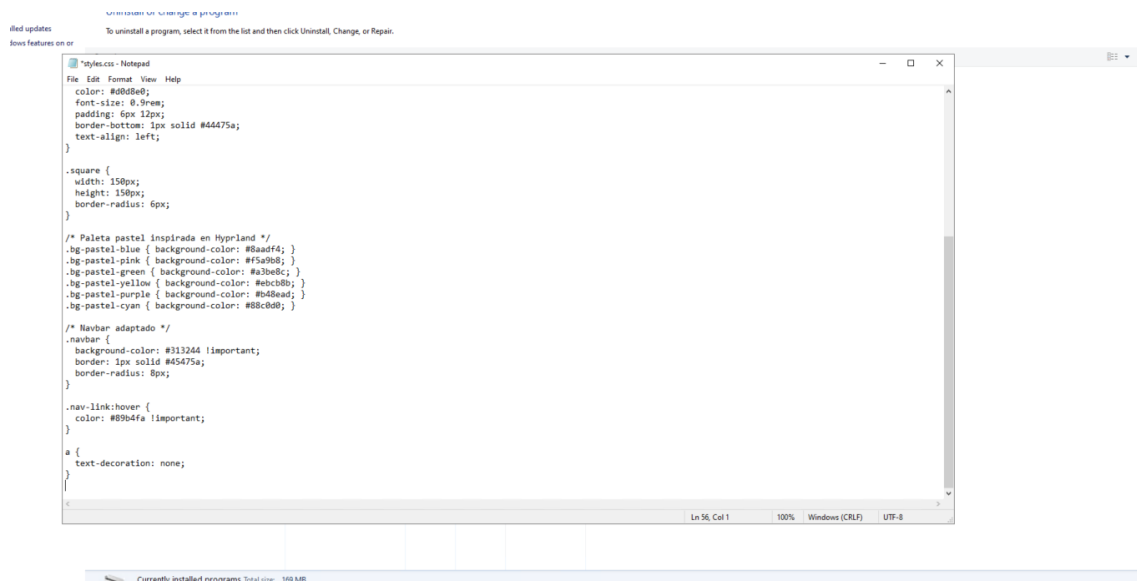 Uninstall or change a program
lled updates
To uninstall a program, select it from the list and then click Uninstall, Change, or Repair.
dows features on or
*styles.css - Notepad
File Edit Format View Help
color: #d0d8e0;
font-size: 0.9rem;
padding: 6px 12px;
border-bottom: 1px solid #44475a;
text-align: left;
}
.square {
width: 150px;
height: 150px;
border-radius: 6px;
}
/* Paleta pastel inspirada en Hyprland */
.bg-pastel-blue { background-color: #8aadf4; }
.bg-pastel-pink { background-color: #f5a9b8; }
.bg-pastel-green { background-color: #a3be8c; }
.bg-pastel-yellow { background-color: #ebcb8b; }
.bg-pastel-purple { background-color: #b48ead; }
.bg-pastel-cyan { background-color: #88c0d0; }
/* Navbar adaptado */
.navbar {
background-color: #313244 !important;
border: 1px solid #45475a;
border-radius: 8px;
}
.nav-link:hover {
color: #89b4fa !important;
}
a {
text-decoration: none;
}
Ln 56, Col 1 100% Windows (CRLF) UTF-8
Currently installed programs Total size: 169 MB